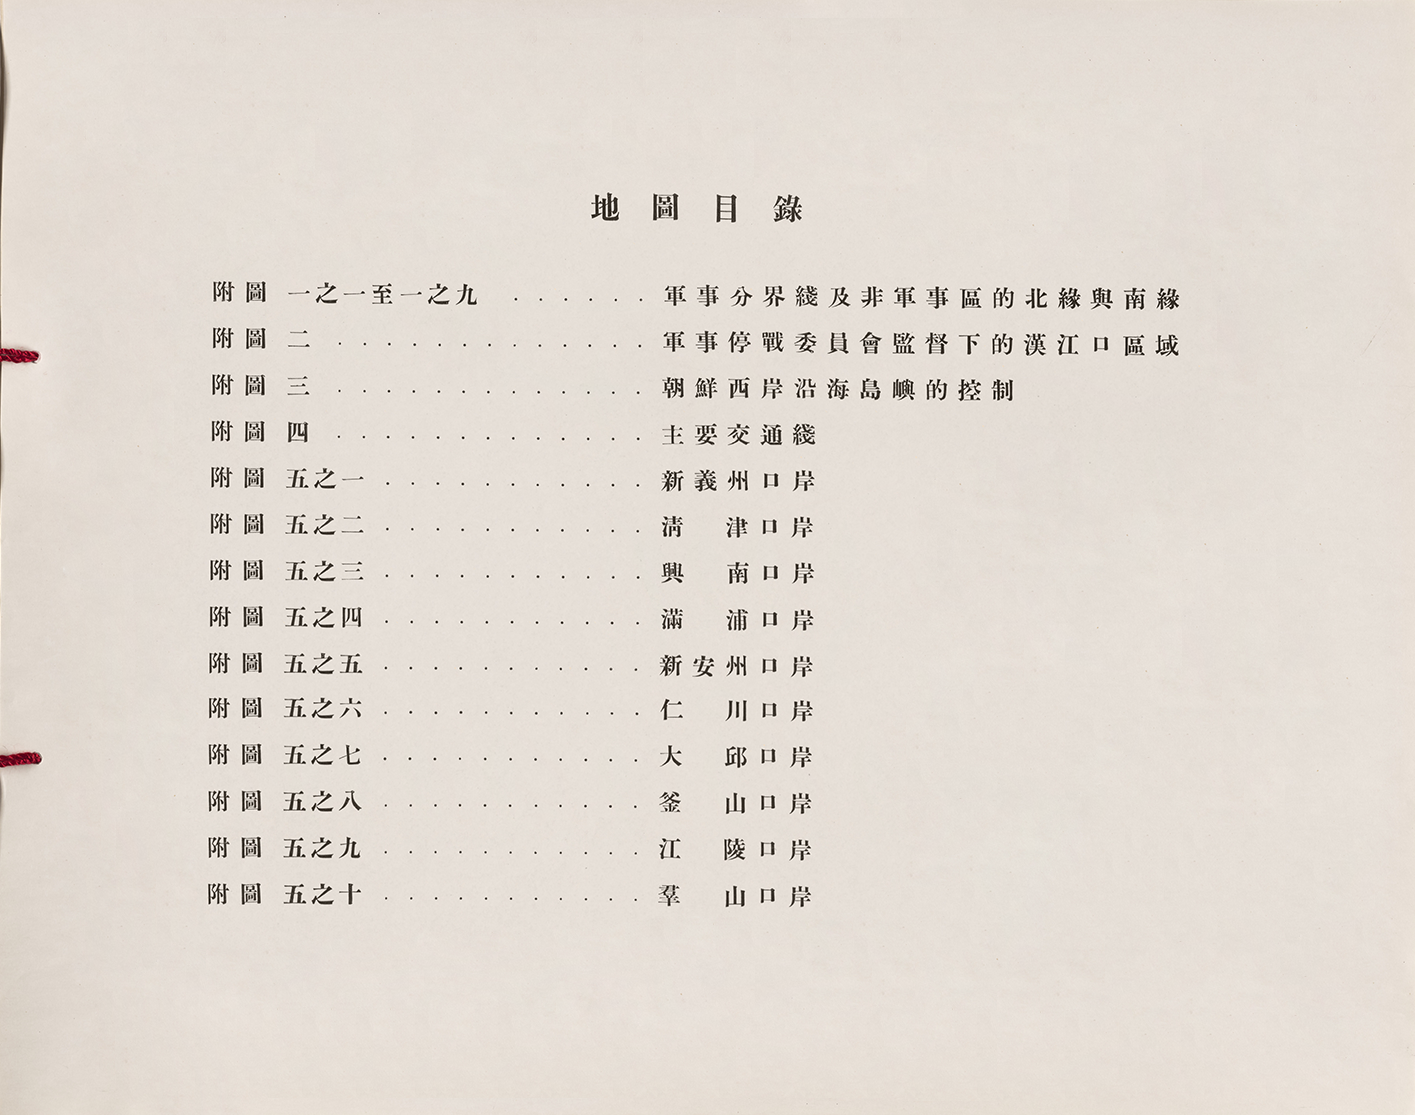 地圖目錄
附圖 一之一至一之九 ...... 軍事分界綫及非軍事區的北緣與南緣
附圖 二 ............. 軍事停戰委員會監督下的漢江口區域
附圖 三 ............. 朝鮮西岸沿海島嶼的控制
附圖 四 ............. 主要交通綫
附圖 五之一 ........... 新義州口岸
附圖 五之二 ........... 淸 津口岸
附圖 五之三 ........... 興 南口岸
附圖 五之四 ........... 滿 浦口岸
附圖 五之五 ........... 新安州口岸
附圖 五之六 ........... 仁 川口岸
附圖 五之七 ........... 大 邱口岸
附圖 五之八 ........... 釜 山口岸
附圖 五之九 ........... 江 陵口岸
附圖 五之十 ........... 羣 山口岸